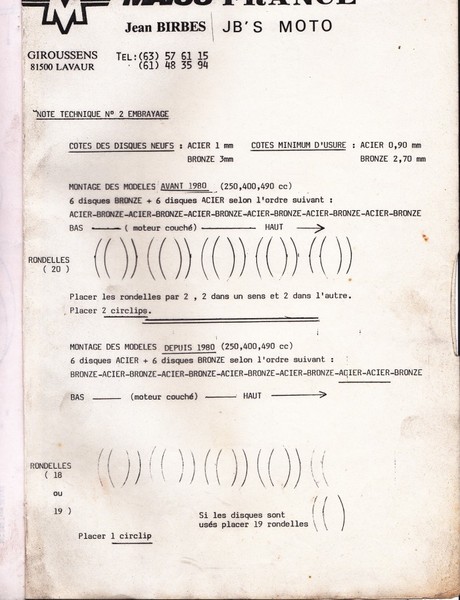 MAICO FRANCE
Jean BIRBES JB'S MOTO
GIROUSSENS
81500 LAVAUR
TEL:(63) 57 61 15
(61) 48 35 94
NOTE TECHNIQUE N° 2 EMBRAYAGE
COTES DES DISQUES NEUFS : ACIER 1 mm COTES MINIMUM D'USURE : ACIER 0,90 mm
BRONZE 3mm BRONZE 2,70 mm
MONTAGE DES MODELES AVANT 1980 (250,400,490 cc)
6 disques BRONZE + 6 disques ACIER selon l'ordre suivant :
ACIER-BRONZE-ACIER-BRONZE-ACIER-BRONZE-ACIER-BRONZE-ACIER-BRONZE-ACIER-BRONZE
BAS ( moteur couché) HAUT
RONDELLES
( 20 )
Placer les rondelles par 2 , 2 dans un sens et 2 dans l'autre.
Placer 2 circlips.
MONTAGE DES MODELES DEPUIS 1980 (250,400,490 cc)
6 disques ACIER + 6 disques BRONZE selon l'ordre suivant :
BRONZE-ACIER-BRONZE-ACIER-BRONZE-ACIER-BRONZE-ACIER-BRONZE-ACIER-ACIER-BRONZE
BAS (moteur couché) HAUT
RONDELLES
( 18
ou
19 )
Si les disques sont
usés placer 19 rondelles
Placer 1 circlip